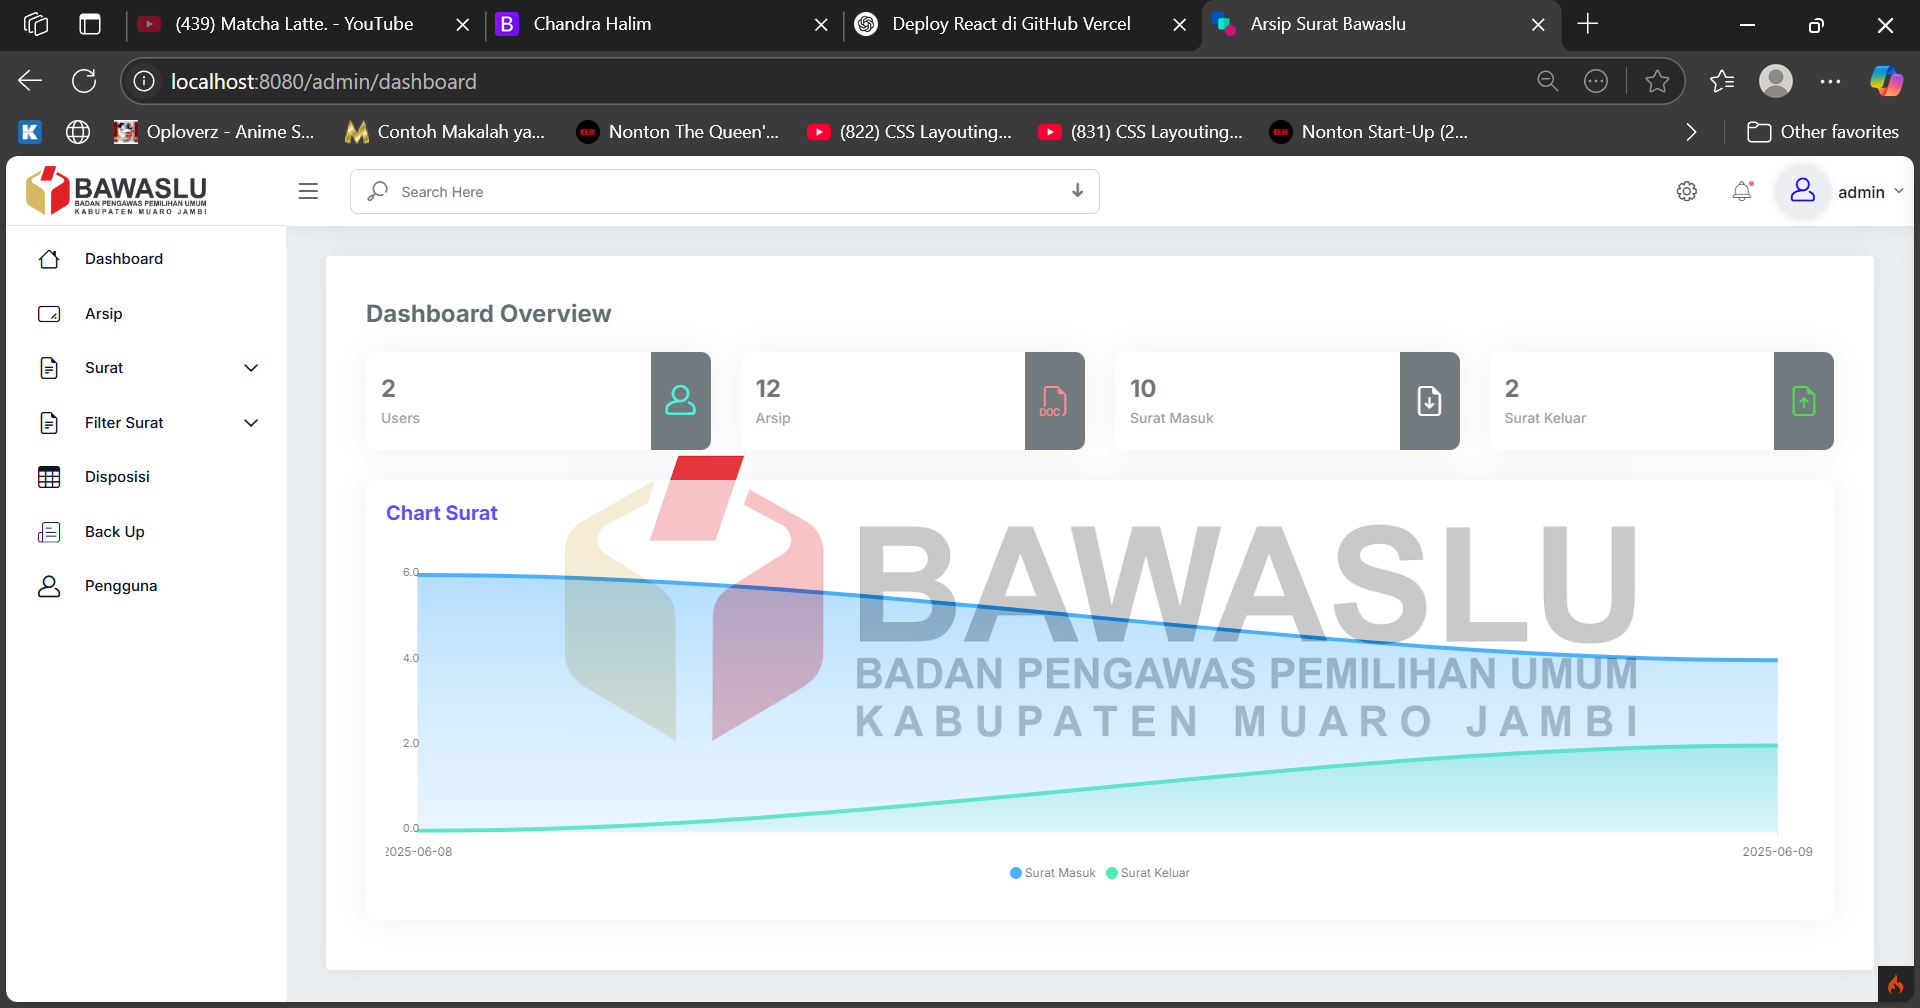 (439) Matcha Latte. - YouTube
Chandra Halim
Deploy React di GitHub Vercel
Arsip Surat Bawaslu
localhost:8080/admin/dashboard
Oploverz - Anime S...
Contoh Makalah ya...
Nonton The Queen'...
(822) CSS Layouting...
(831) CSS Layouting...
Nonton Start-Up (2...
Other favorites
BAWASLU
BADAN PENGAWAS PEMILIHAN UMUM
KABUPATEN MUARO JAMBI
Search Here
admin
Dashboard
Arsip
Surat
Filter Surat
Disposisi
Back Up
Pengguna
Dashboard Overview
2
Users
12
Arsip
DOC
10
Surat Masuk
2
Surat Keluar
Chart Surat
BAWASLU
BADAN PENGAWAS PEMILIHAN UMUM
KABUPATEN MUARO JAMBI
6.0
4.0
2.0
0.0
2025-06-08
2025-06-09
Surat Masuk
Surat Keluar